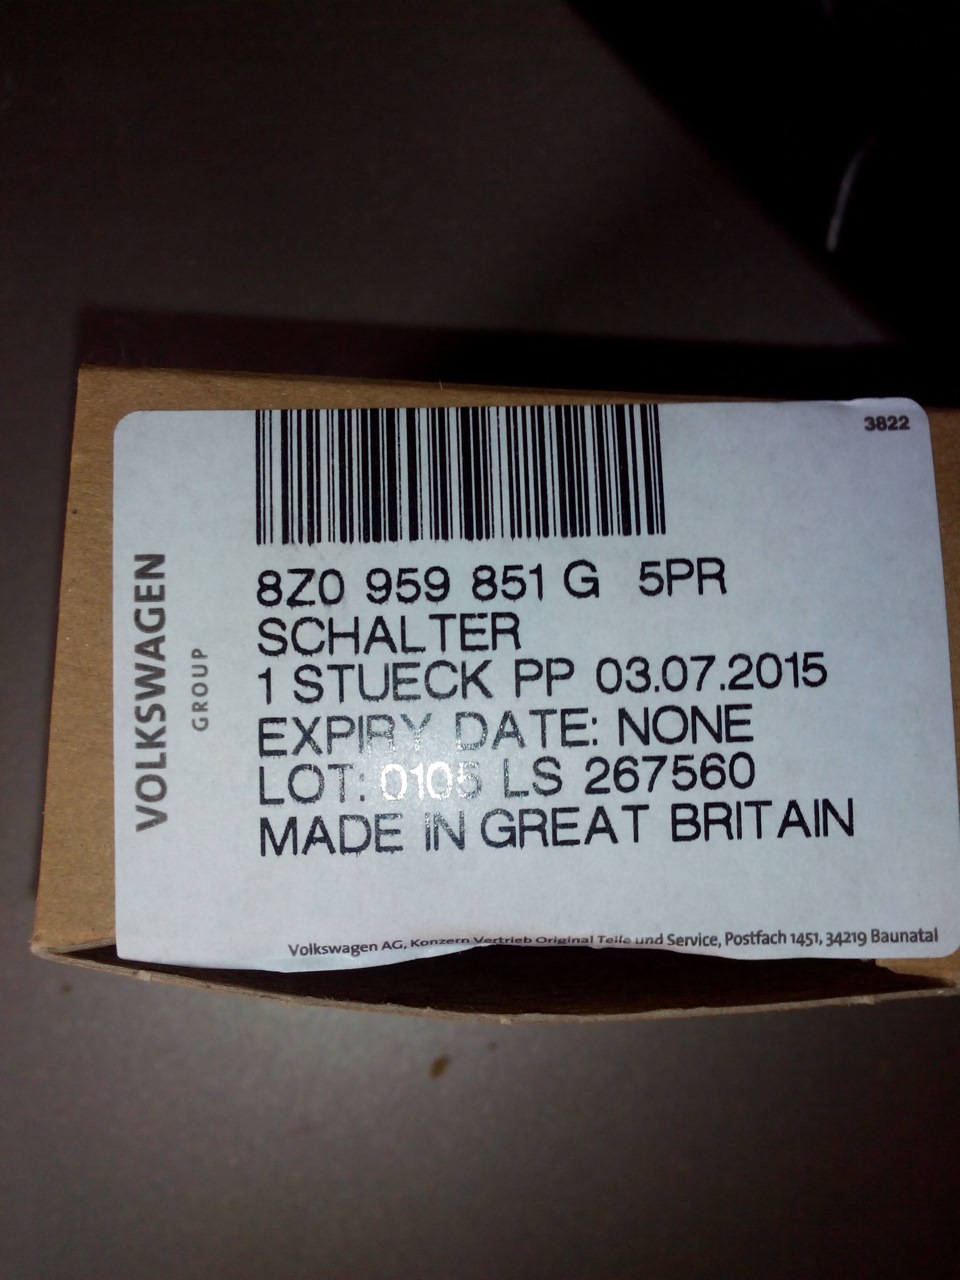 3822
VOLKSWAGEN
GROUP
8Z0 959 851 G 5PR
SCHALTER
1 STUECK PP 03.07.2015
EXPIRY DATE: NONE
LOT: 0105 LS 267560
MADE IN GREAT BRITAIN
Volkswagen AG, Konzern Vertrieb Original Teile und Service, Postfach 1451, 34219 Baunatal